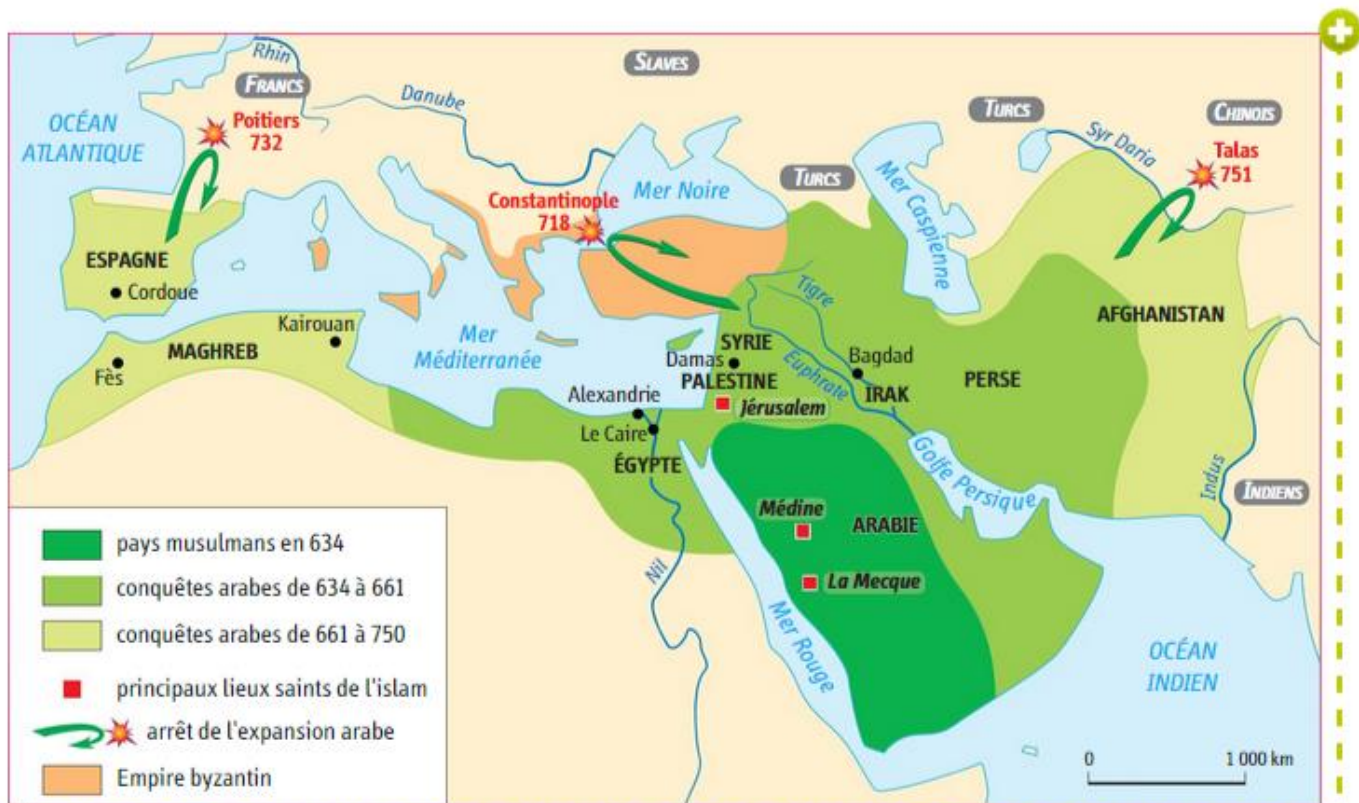 Rhin
SLAVES
FRANCS
Danube
TURCS
CHINOIS
OCÉAN
ATLANTIQUE
Poitiers
732
Syr Daria
Talas
751
Mer Noire
TURCS
Mer Caspienne
Constantinople
718
ESPAGNE
Cordoue
Tigre
AFGHANISTAN
Kairouan
MAGHREB
Fès
Mer
Méditerranée
SYRIE
Damas
PALESTINE
Euphrate
Bagdad
IRAK
PERSE
Alexandrie
Jérusalem
Le Caire
ÉGYPTE
Golfe Persique
Indus
INDIENS
Médine
ARABIE
La Mecque
Nil
Mer Rouge
OCÉAN
INDIEN
pays musulmans en 634
conquêtes arabes de 634 à 661
conquêtes arabes de 661 à 750
principaux lieux saints de l'islam
arrêt de l'expansion arabe
Empire byzantin
0 1 000 km